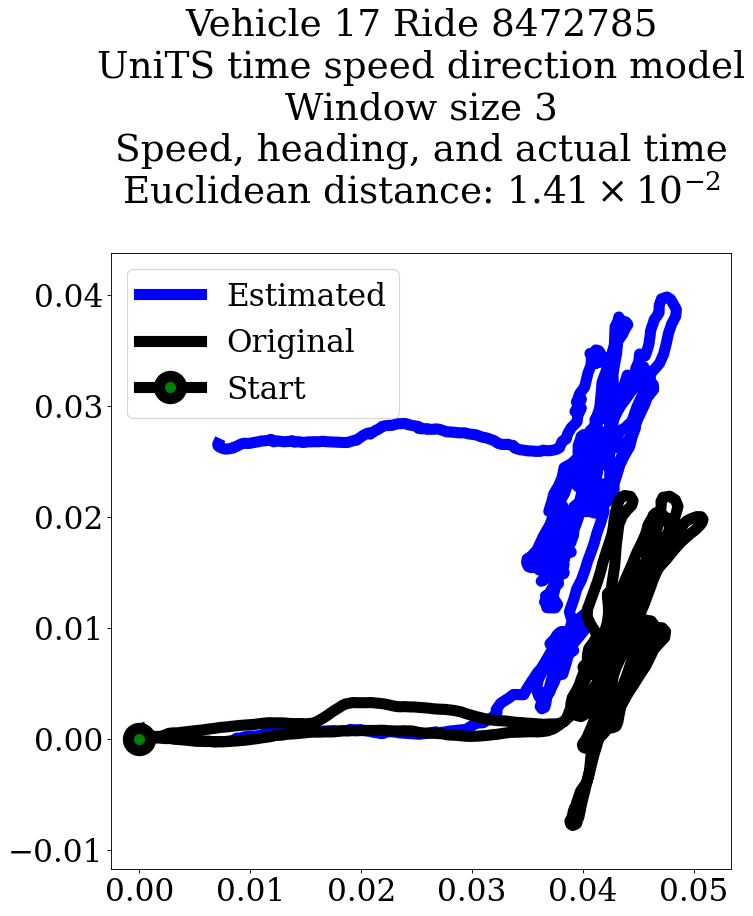 Vehicle 17 Ride 8472785
UniTS time speed direction model
Window size 3
Speed, heading, and actual time
Euclidean distance: 1.41 × 10⁻²
Estimated
Original
Start
0.04
0.03
0.02
0.01
0.00
−0.01
0.00 0.01 0.02 0.03 0.04 0.05